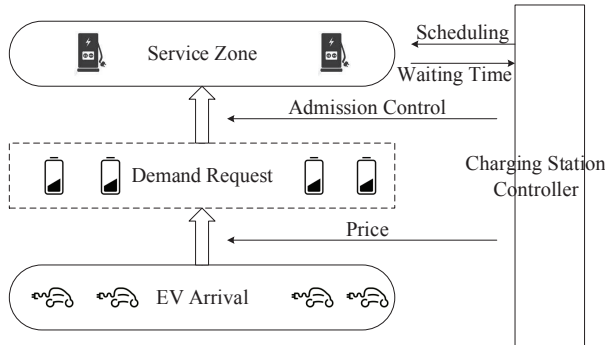 Service Zone
Scheduling
Waiting Time
Admission Control
Demand Request
Charging Station
Controller
Price
EV Arrival